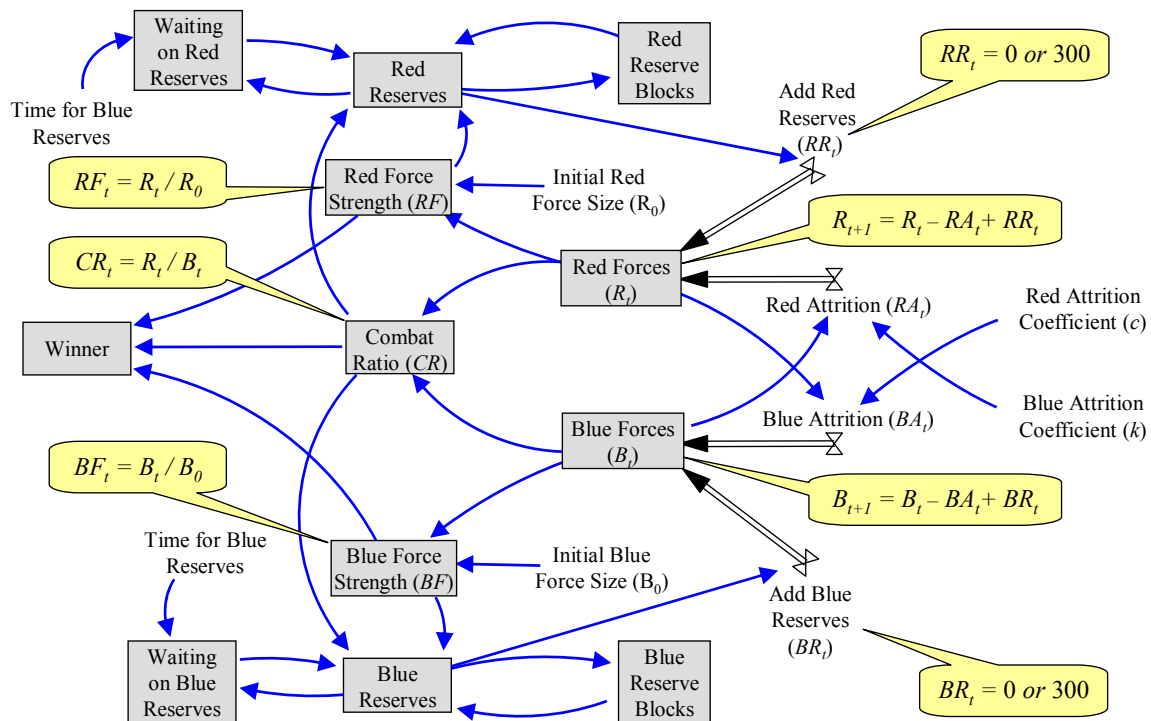 Waiting
on Red
Reserves
Red
Reserves
Red
Reserve
Blocks
RRₜ = 0 or 300
Time for Blue
Reserves
Add Red
Reserves
(RRₜ)
RFₜ = Rₜ / R₀
Red Force
Strength (RF)
Initial Red
Force Size (R₀)
Rₜ₊₁ = Rₜ – RAₜ + RRₜ
CRₜ = Rₜ / Bₜ
Red Forces
(Rₜ)
Red Attrition (RAₜ)
Red Attrition
Coefficient (c)
Winner
Combat
Ratio (CR)
Blue Attrition (BAₜ)
Blue Attrition
Coefficient (k)
Blue Forces
(Bₜ)
BFₜ = Bₜ / B₀
Bₜ₊₁ = Bₜ – BAₜ + BRₜ
Time for Blue
Reserves
Blue Force
Strength (BF)
Initial Blue
Force Size (B₀)
Add Blue
Reserves
(BRₜ)
Waiting
on Blue
Reserves
Blue
Reserves
Blue
Reserve
Blocks
BRₜ = 0 or 300